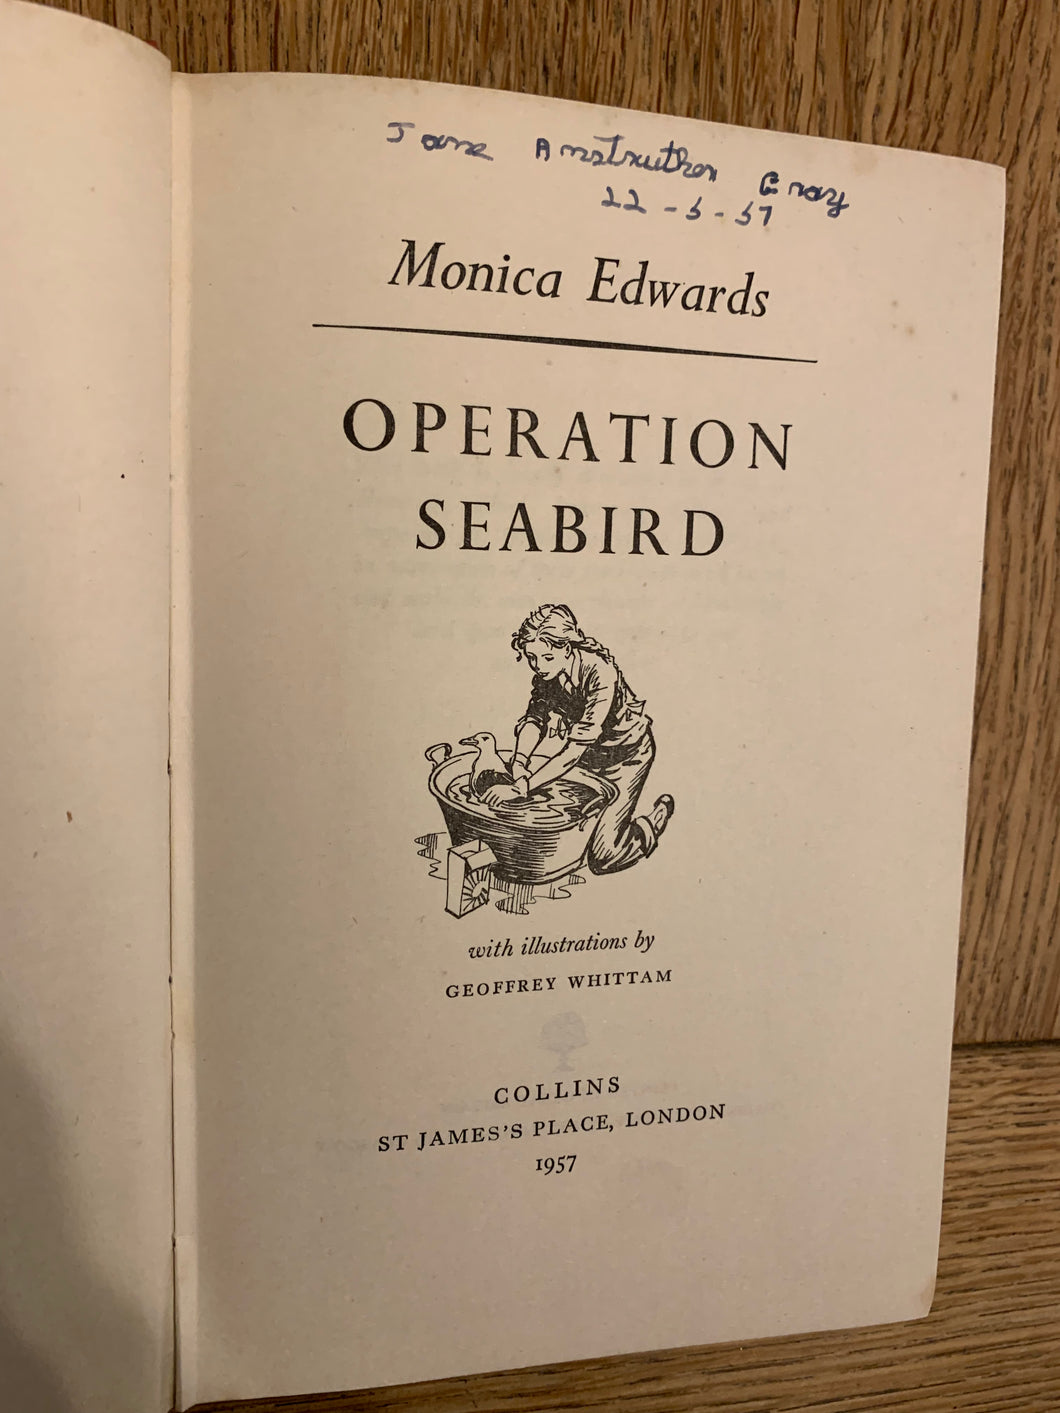 Jane Anstruther Gray
22-5-57
Monica Edwards
OPERATION
SEABIRD
with illustrations by
GEOFFREY WHITTAM
COLLINS
ST JAMES'S PLACE, LONDON
1957